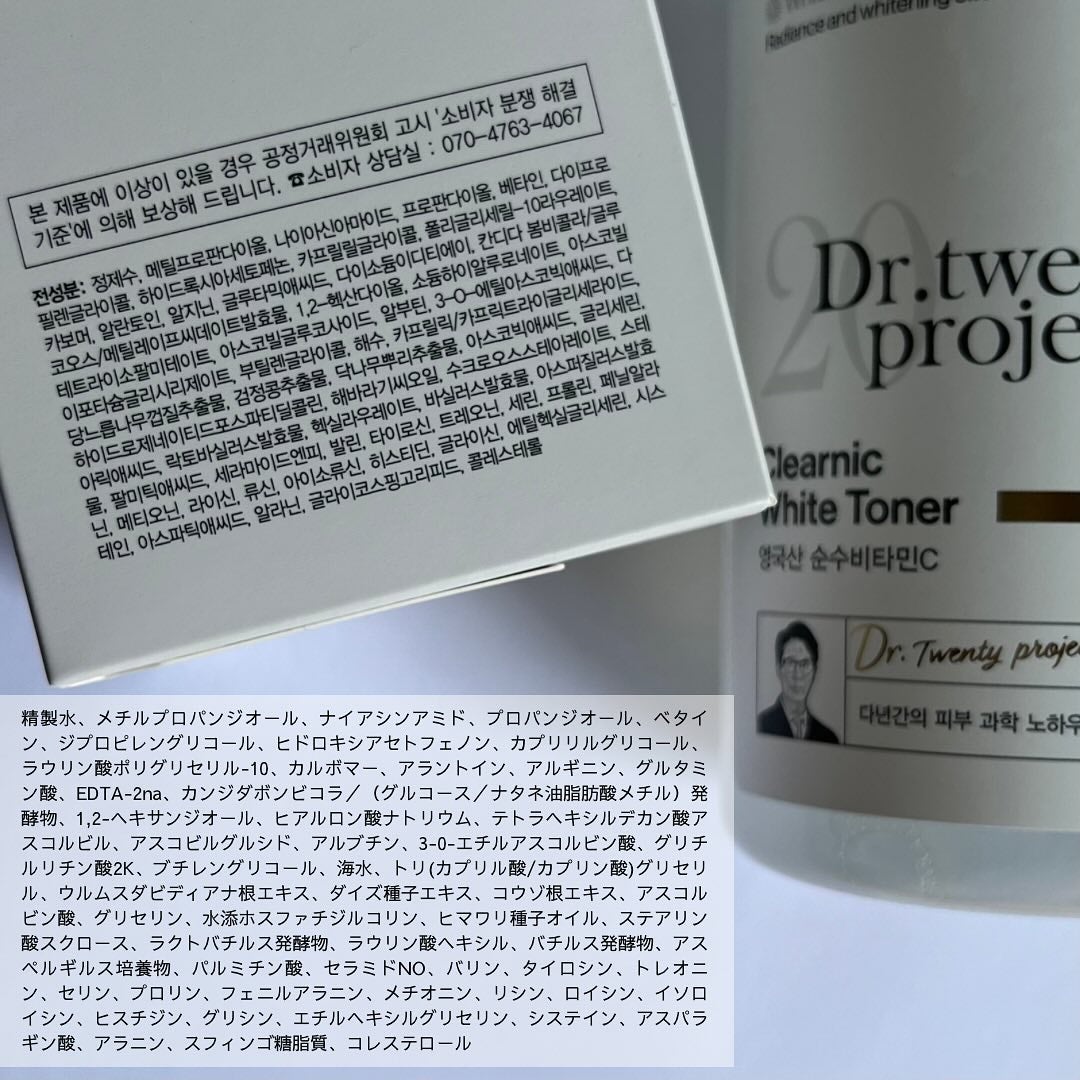 본 제품에 이상이 있을 경우 공정거래위원회 고시 '소비자 분쟁 해결
기준'에 의해 보상해 드립니다. ☎소비자 상담실 : 070-4763-4067
전성분: 정제수, 메틸프로판다이올, 나이아신아마이드, 프로판다이올, 베타인, 다이프로
필렌글라이콜, 하이드록시아세토페논, 카프릴릴글라이콜, 폴리글리세릴-10라우레이트,
카보머, 알란토인, 알지닌, 글루타믹애씨드, 다이소듐이디티에이, 칸디다 봄비콜라/글루
코오스/메틸레이프씨데이트발효물, 1,2-헥산다이올, 소듐하이알루로네이트, 아스코빌
테트라이소팔미테이트, 아스코빌글루코사이드, 알부틴, 3-O-에틸아스코빅애씨드, 다
이포타슘글리시리제이트, 부틸렌글라이콜, 해수, 카프릴릭/카프릭트라이글리세라이드,
당느릅나무껍질추출물, 검정콩추출물, 닥나무뿌리추출물, 아스코빅애씨드, 글리세린,
하이드로제네이티드포스파티딜콜린, 해바라기씨오일, 수크로오스스테아레이트, 스테
아릭애씨드, 락토바실러스발효물, 헥실라우레이트, 바실러스발효물, 아스퍼질러스발효
물, 팔미틱애씨드, 세라마이드엔피, 발린, 타이로신, 트레오닌, 세린, 프롤린, 페닐알라
닌, 메티오닌, 라이신, 류신, 아이소류신, 히스티딘, 글라이신, 에틸헥실글리세린, 시스
테인, 아스파틱애씨드, 알라닌, 글라이코스핑고리피드, 콜레스테롤
Radiance and whitening
20
Dr.twe
proje
Clearnic
White Toner
영국산 순수비타민C
Dr. Twenty proje
다년간의 피부 과학 노하우
精製水、メチルプロパンジオール、ナイアシンアミド、プロパンジオール、ベタイ
ン、ジプロピレングリコール、ヒドロキシアセトフェノン、カプリリルグリコール、
ラウリン酸ポリグリセリル-10、カルボマー、アラントイン、アルギニン、グルタミ
ン酸、EDTA-2na、カンジダボンビコラ／（グルコース／ナタネ油脂肪酸メチル）発
酵物、1,2-ヘキサンジオール、ヒアルロン酸ナトリウム、テトラヘキシルデカン酸ア
スコルビル、アスコビルグルシド、アルブチン、3-0-エチルアスコルビン酸、グリチ
ルリチン酸2K、ブチレングリコール、海水、トリ(カプリル酸/カプリン酸)グリセリ
ル、ウルムスダビディアナ根エキス、ダイズ種子エキス、コウゾ根エキス、アスコル
ビン酸、グリセリン、水添ホスファチジルコリン、ヒマワリ種子オイル、ステアリン
酸スクロース、ラクトバチルス発酵物、ラウリン酸ヘキシル、バチルス発酵物、アス
ペルギルス培養物、パルミチン酸、セラミドNO、バリン、タイロシン、トレオニ
ン、セリン、プロリン、フェニルアラニン、メチオニン、リシン、ロイシン、イソロ
イシン、ヒスチジン、グリシン、エチルヘキシルグリセリン、システイン、アスパラ
ギン酸、アラニン、スフィンゴ糖脂質、コレステロール